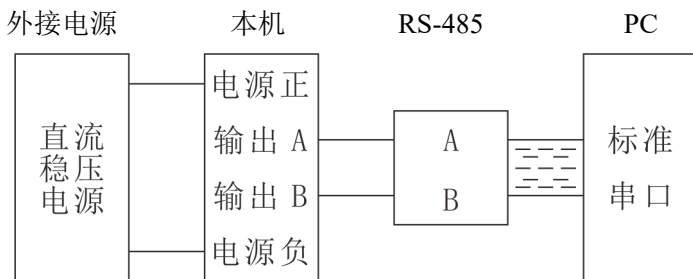 外接电源 本机 RS-485 PC
直流
稳压
电源
电源正
输出 A
输出 B
电源负
A
B
标准
串口